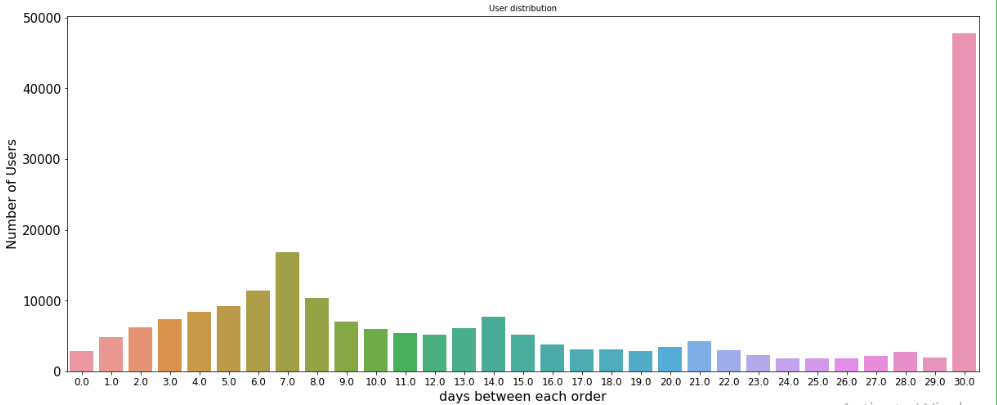 User distribution
50000
40000
30000
20000
10000
0
Number of Users
0.0 1.0 2.0 3.0 4.0 5.0 6.0 7.0 8.0 9.0 10.0 11.0 12.0 13.0 14.0 15.0 16.0 17.0 18.0 19.0 20.0 21.0 22.0 23.0 24.0 25.0 26.0 27.0 28.0 29.0 30.0
days between each order